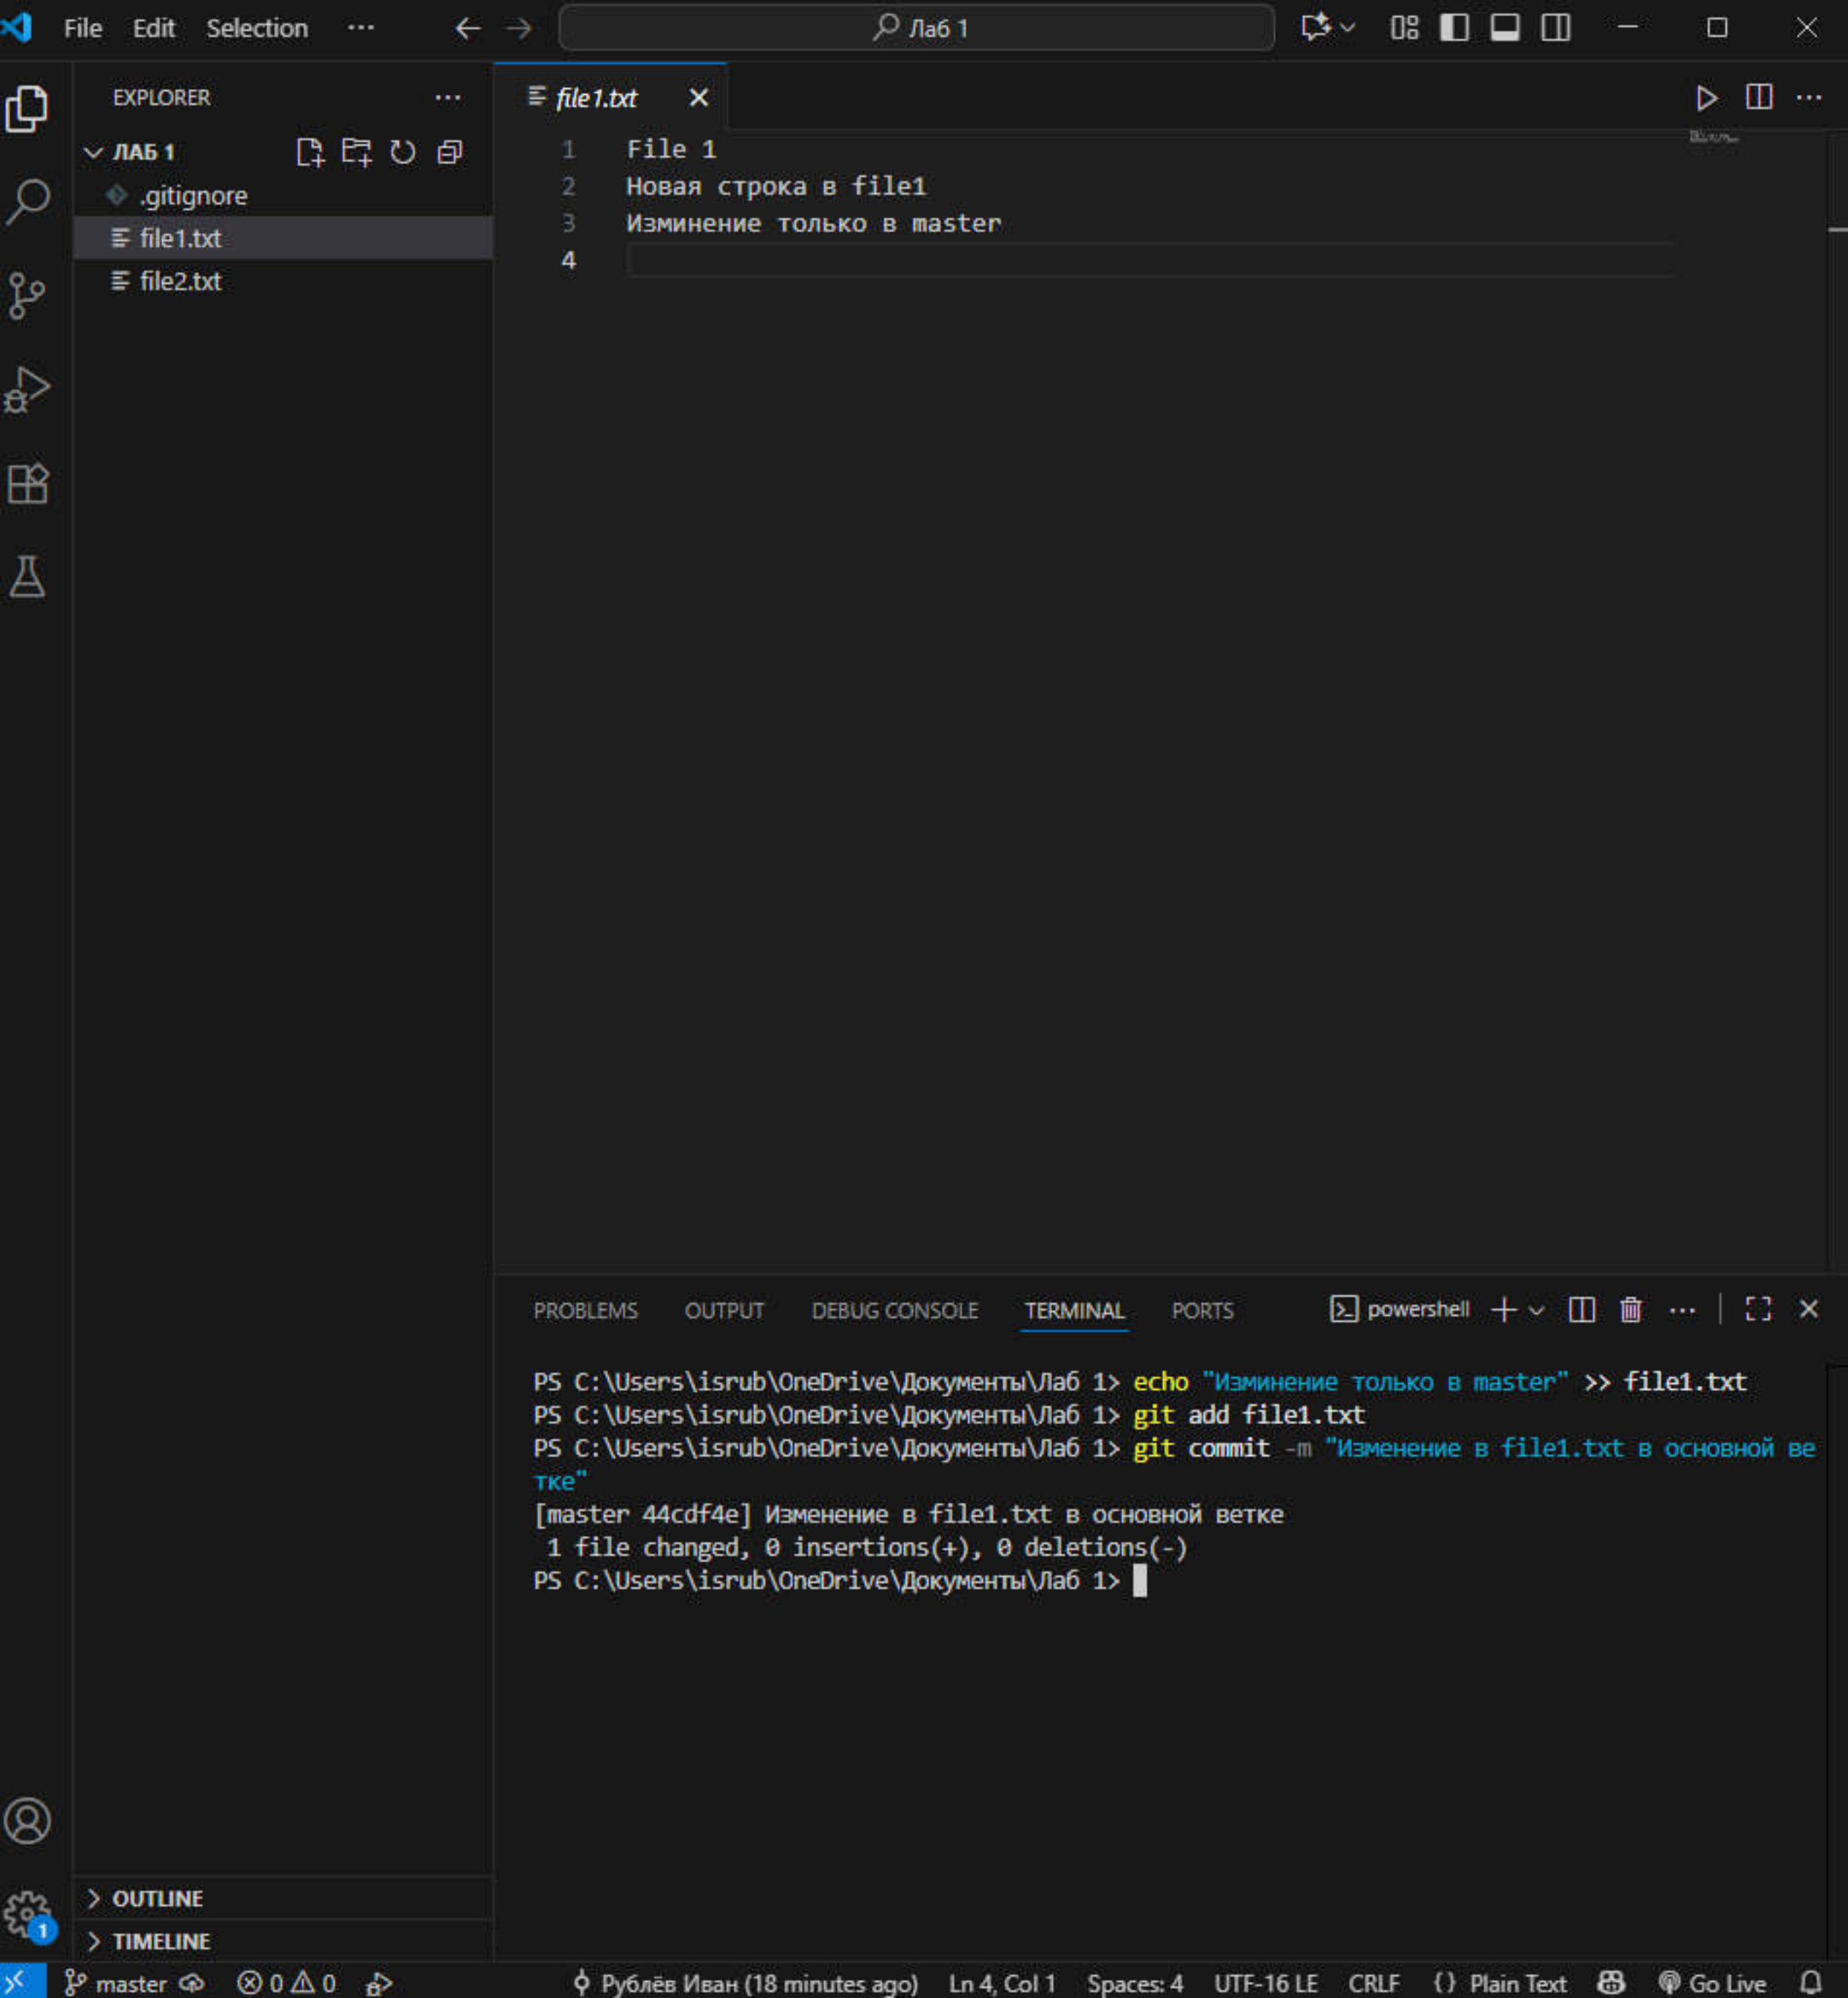 File Edit Selection ··· Лаб 1
EXPLORER ···
ЛАБ 1
.gitignore
file1.txt
file2.txt
file1.txt
1 File 1
2 Новая строка в file1
3 Изминение только в master
4
PROBLEMS OUTPUT DEBUG CONSOLE TERMINAL PORTS powershell
PS C:\Users\isrub\OneDrive\Документы\Лаб 1> echo "Изминение только в master" >> file1.txt
PS C:\Users\isrub\OneDrive\Документы\Лаб 1> git add file1.txt
PS C:\Users\isrub\OneDrive\Документы\Лаб 1> git commit -m "Изменение в file1.txt в основной ве
тке"
[master 44cdf4e] Изменение в file1.txt в основной ветке
1 file changed, 0 insertions(+), 0 deletions(-)
PS C:\Users\isrub\OneDrive\Документы\Лаб 1>
OUTLINE
1
TIMELINE
master 0 0 Рублёв Иван (18 minutes ago) Ln 4, Col 1 Spaces: 4 UTF-16 LE CRLF {} Plain Text Go Live